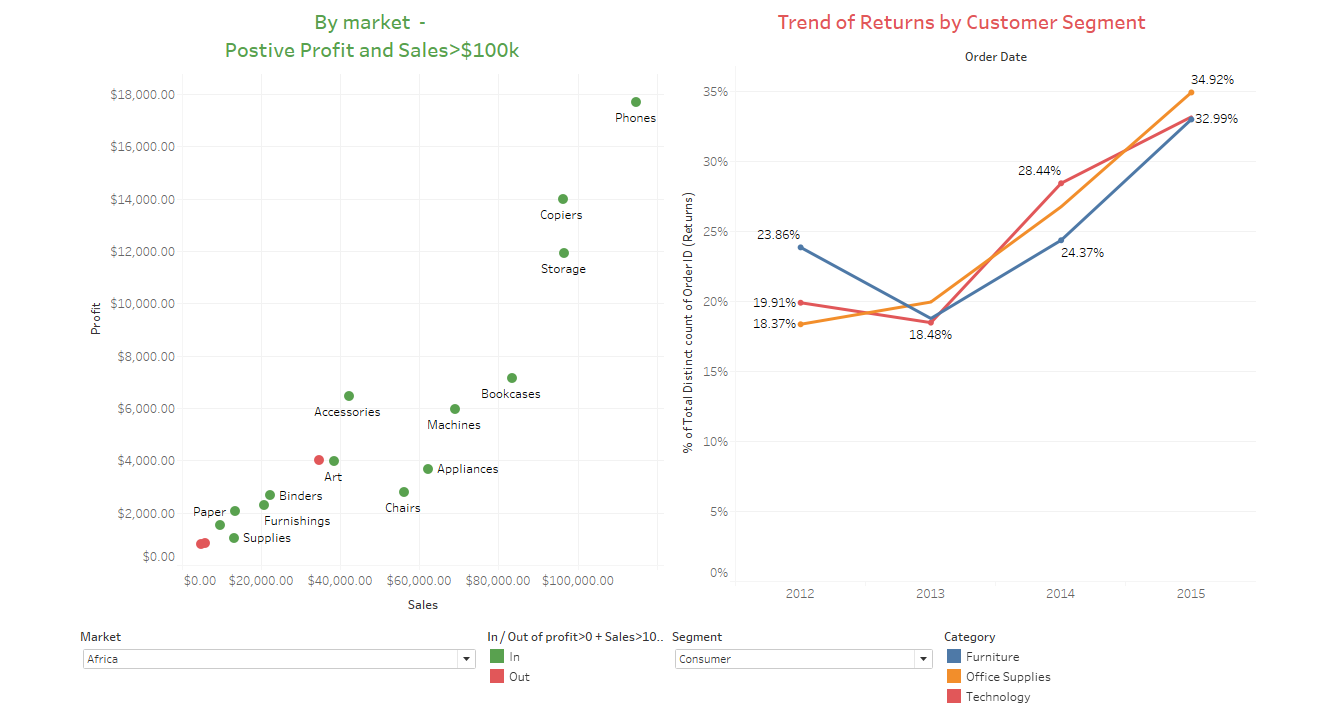 By market  -
Postive Profit and Sales>$100k
$18,000.00
$16,000.00
$14,000.00
$12,000.00
$10,000.00
$8,000.00
$6,000.00
$4,000.00
$2,000.00
$0.00
Profit
Phones
Copiers
Storage
Bookcases
Accessories
Machines
Appliances
Art
Chairs
Binders
Furnishings
Paper
Supplies
$0.00 $20,000.00 $40,000.00 $60,000.00 $80,000.00 $100,000.00
Sales
Trend of Returns by Customer Segment
Order Date
% of Total Distinct count of Order ID (Returns)
35%
30%
25%
20%
15%
10%
5%
0%
34.92%
32.99%
28.44%
24.37%
23.86%
19.91%
18.37%
18.48%
2012 2013 2014 2015
Market
Africa
In / Out of profit>0 + Sales>10..
In
Out
Segment
Consumer
Category
Furniture
Office Supplies
Technology